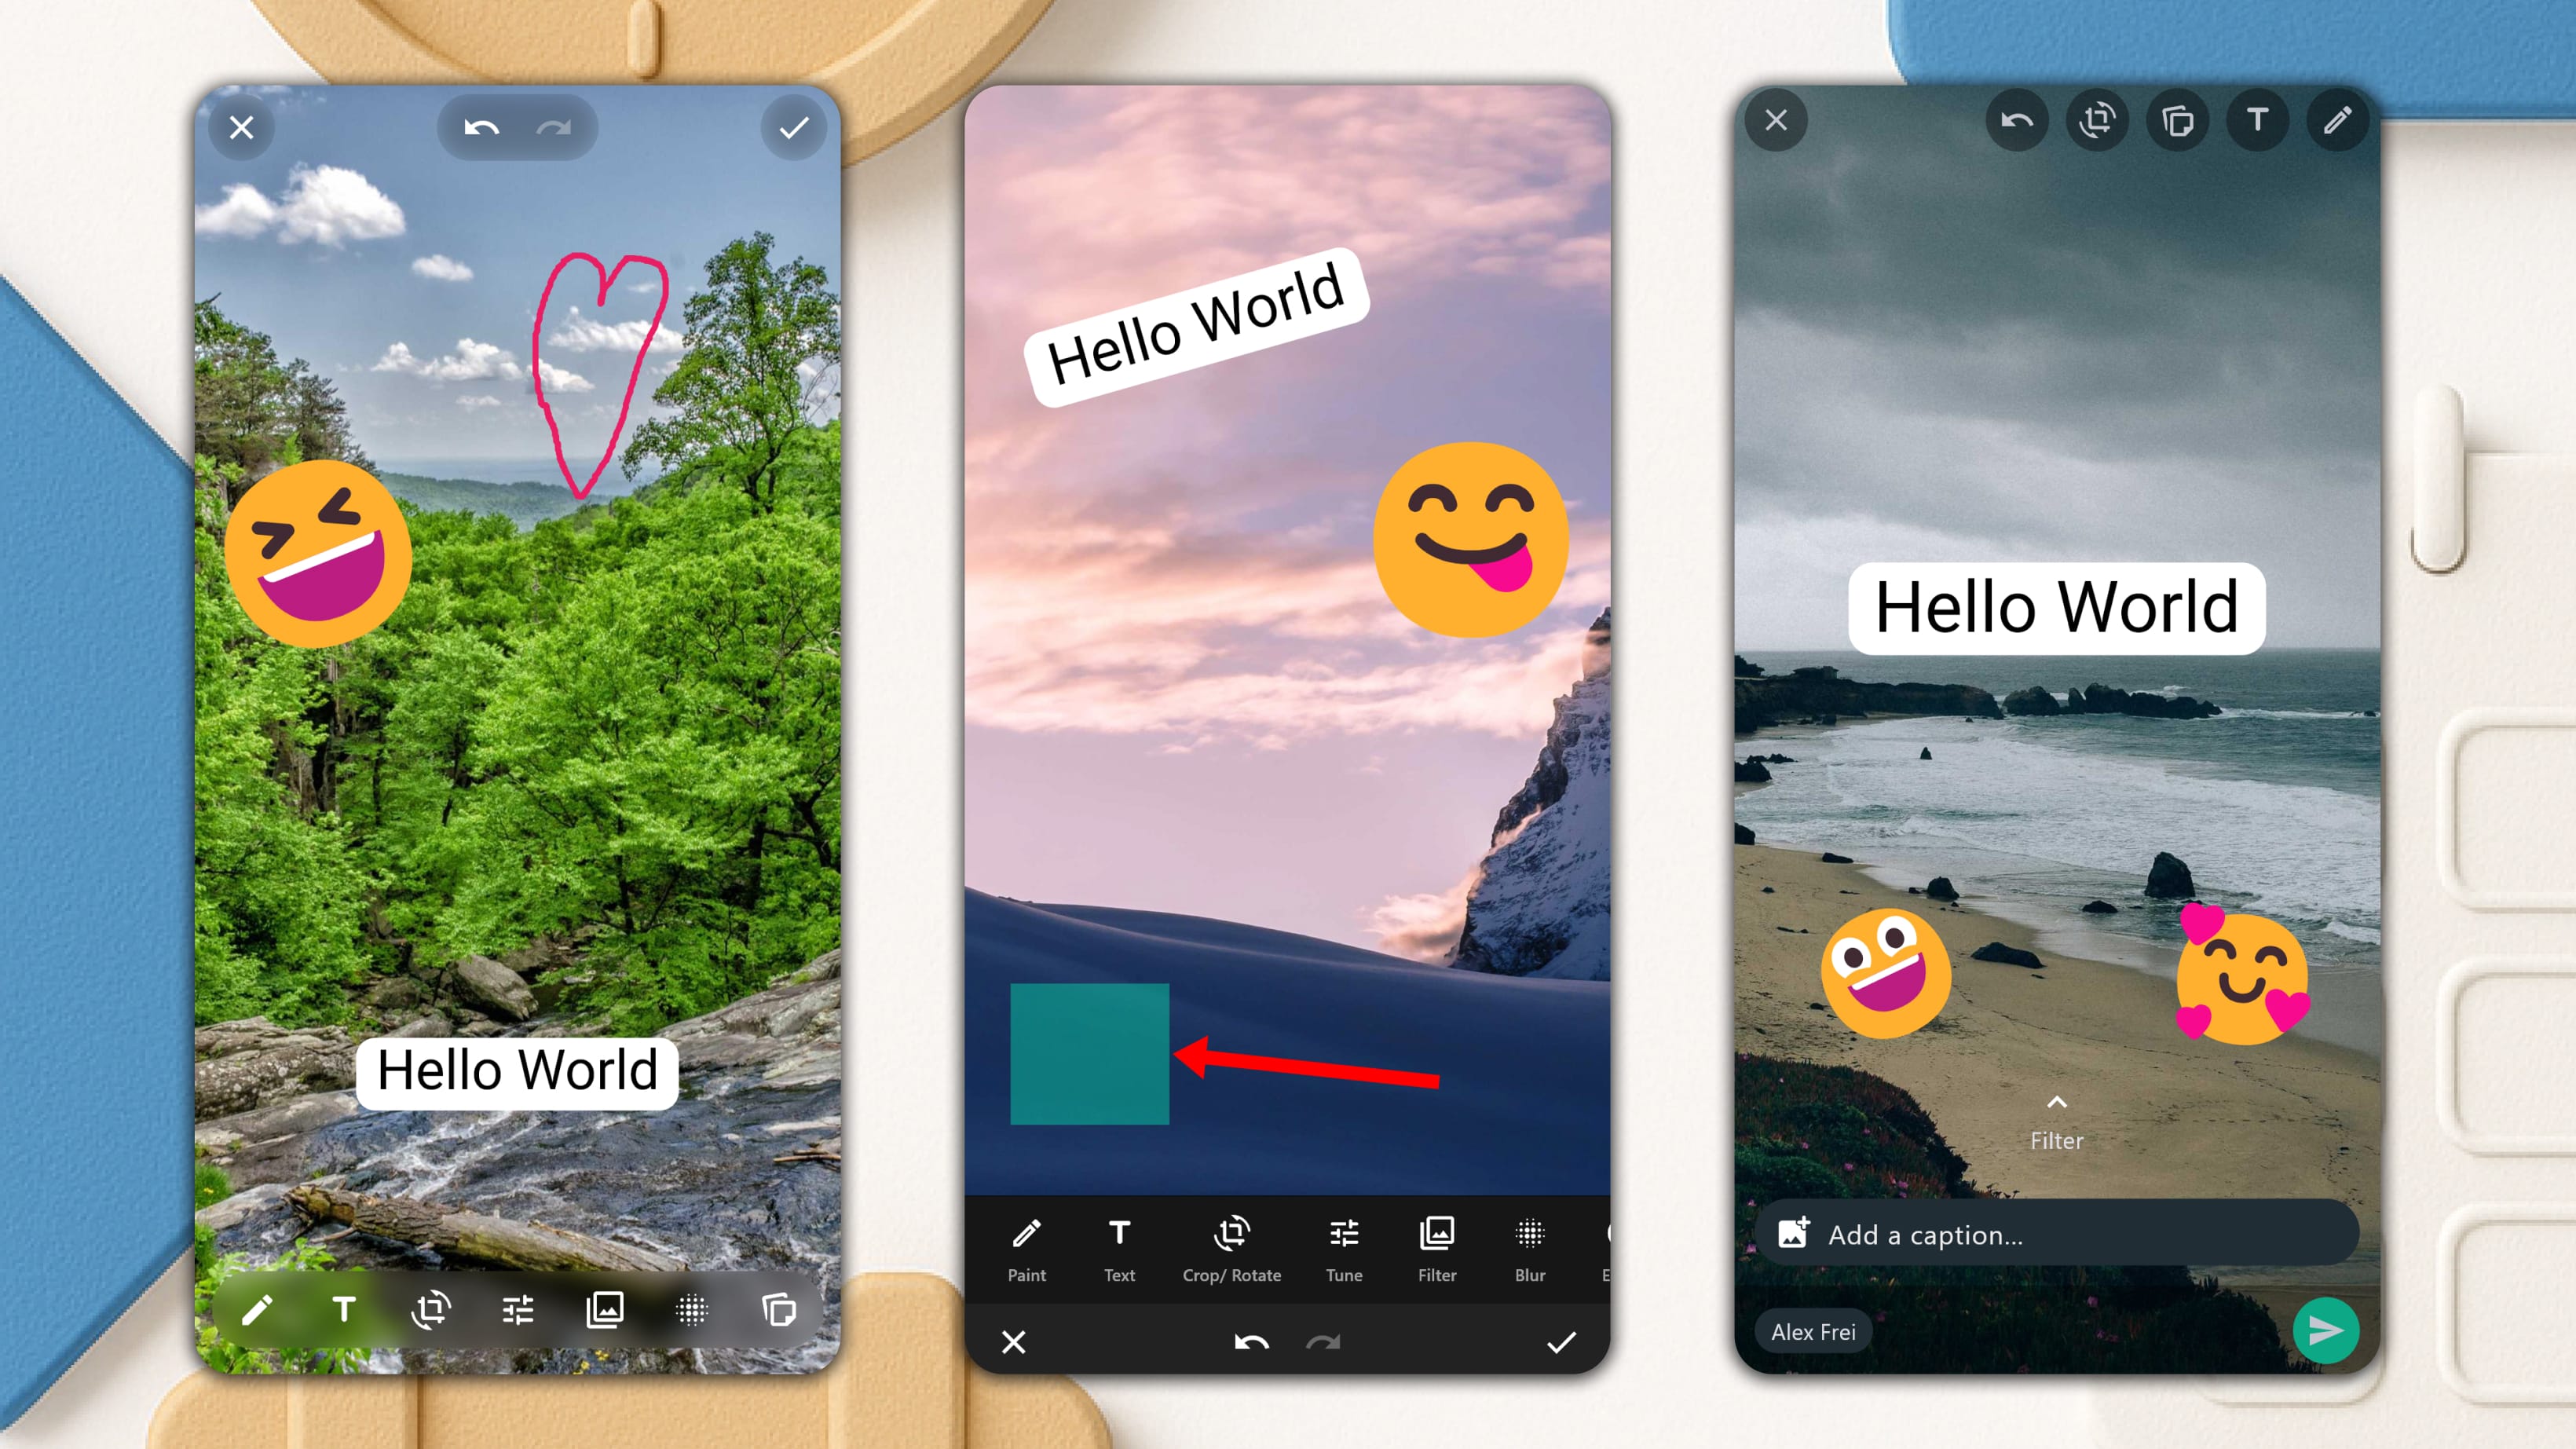 Hello World
Hello World
Paint Text Crop/ Rotate Tune Filter Blur E
Hello World
Filter
Add a caption...
Alex Frei